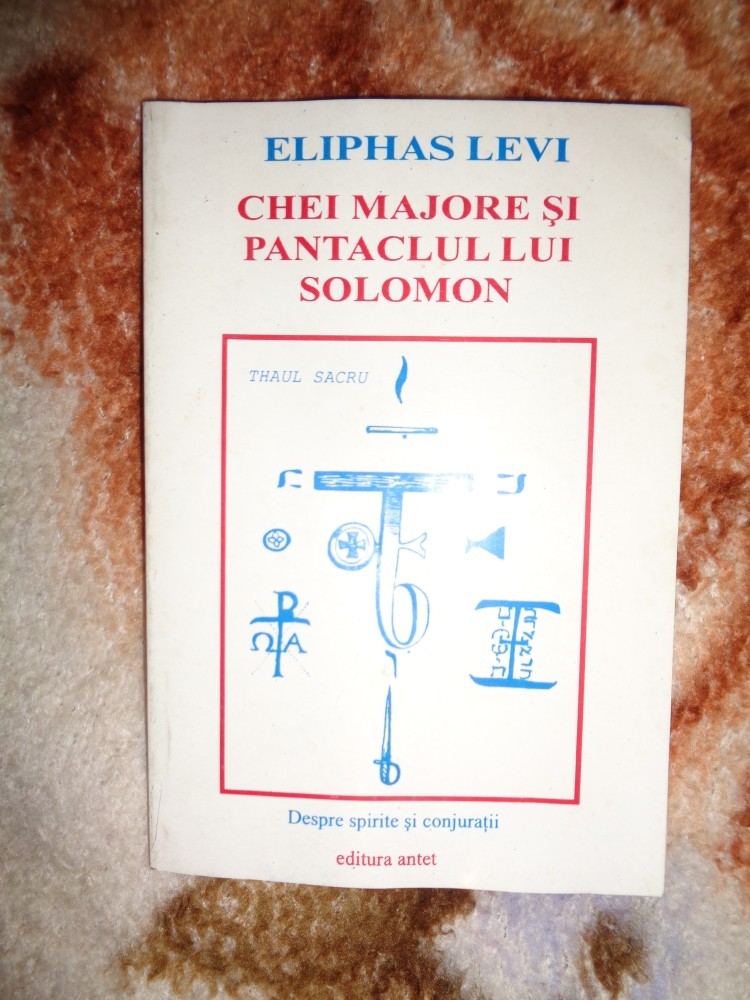 ELIPHAS LEVI
CHEI MAJORE ŞI
PANTACLUL LUI
SOLOMON
THAUL SACRU
P
Ω A
Despre spirite şi conjuraţii
editura antet